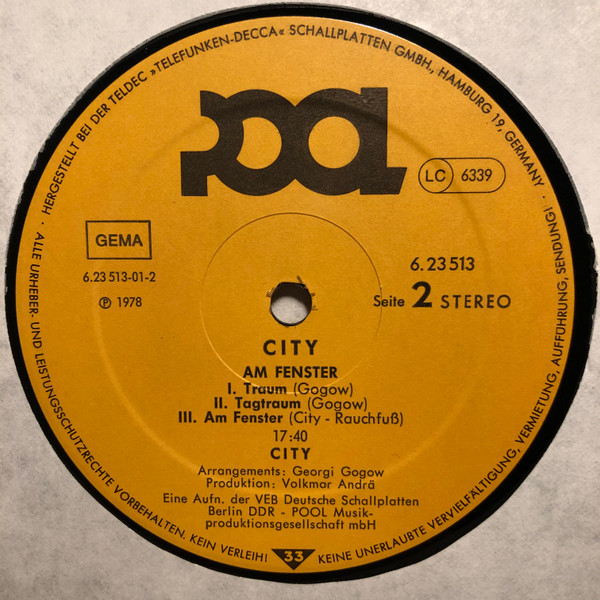 · HERGESTELLT BEI DER TELDEC »TELEFUNKEN-DECCA« SCHALLPLATTEN GMBH., HAMBURG 19, GERMANY ·
POOL
LC 6339
GEMA
6.23 513-01-2
Ⓟ 1978
6.23 513
Seite 2 STEREO
CITY
AM FENSTER
I. Traum (Gogow)
II. Tagtraum (Gogow)
III. Am Fenster (City - Rauchfuß)
17:40
CITY
Arrangements: Georgi Gogow
Produktion: Volkmar Andrä
Eine Aufn. der VEB Deutsche Schallplatten
Berlin DDR - POOL Musik-
produktionsgesellschaft mbH
33
ALLE URHEBER- UND LEISTUNGSSCHUTZRECHTE VORBEHALTEN. KEIN VERLEIH! KEINE UNERLAUBTE VERVIELFÄLTIGUNG, VERMIETUNG, AUFFÜHRUNG, SENDUNG!